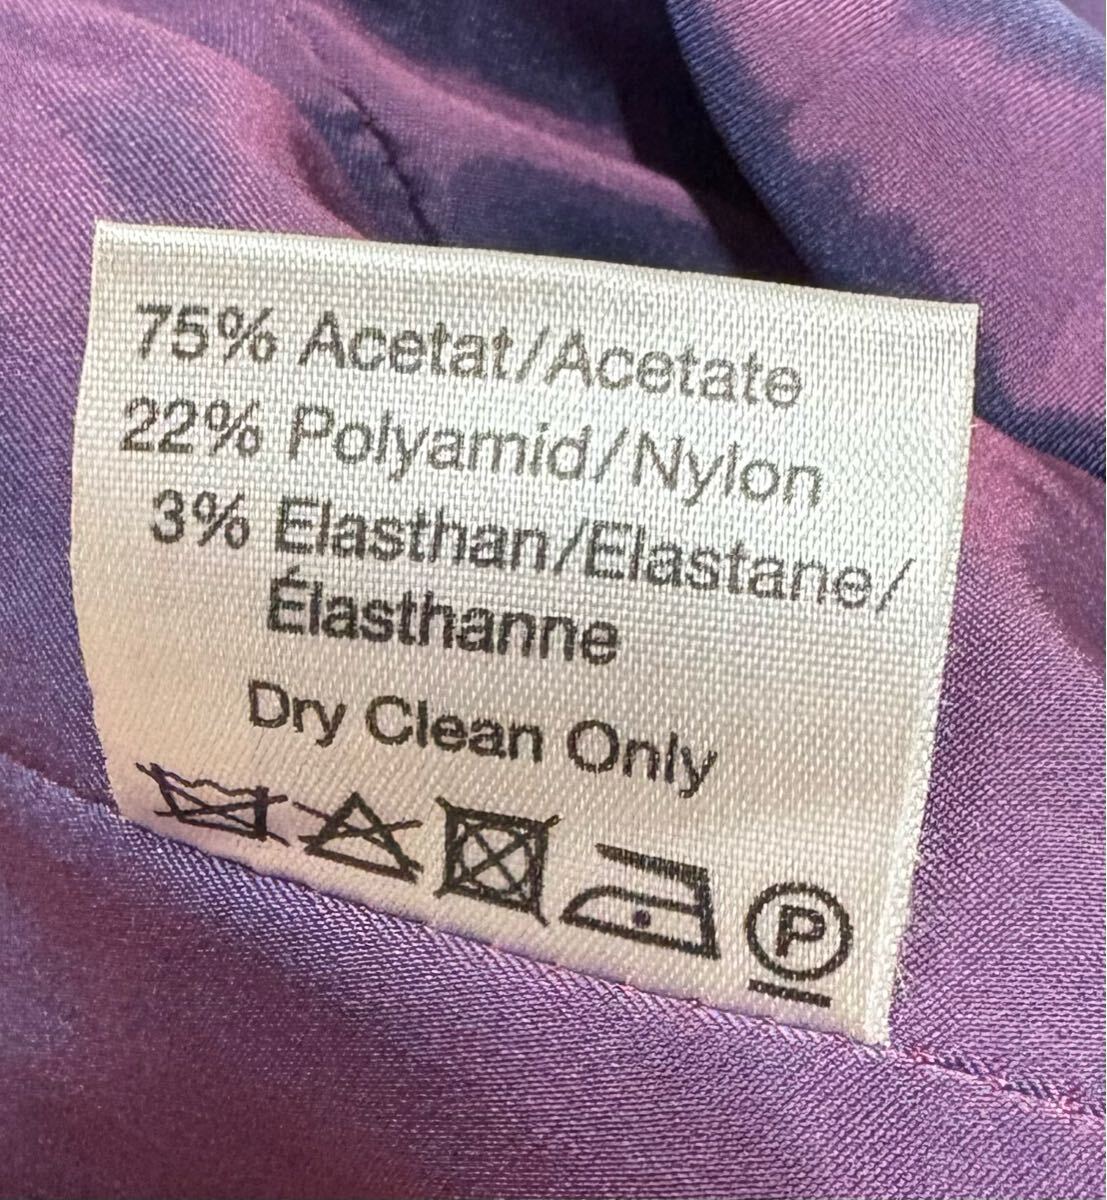 75% Acetat/Acetate
22% Polyamid/Nylon
3% Elasthan/Elastane/
Élasthanne
Dry Clean Only
P